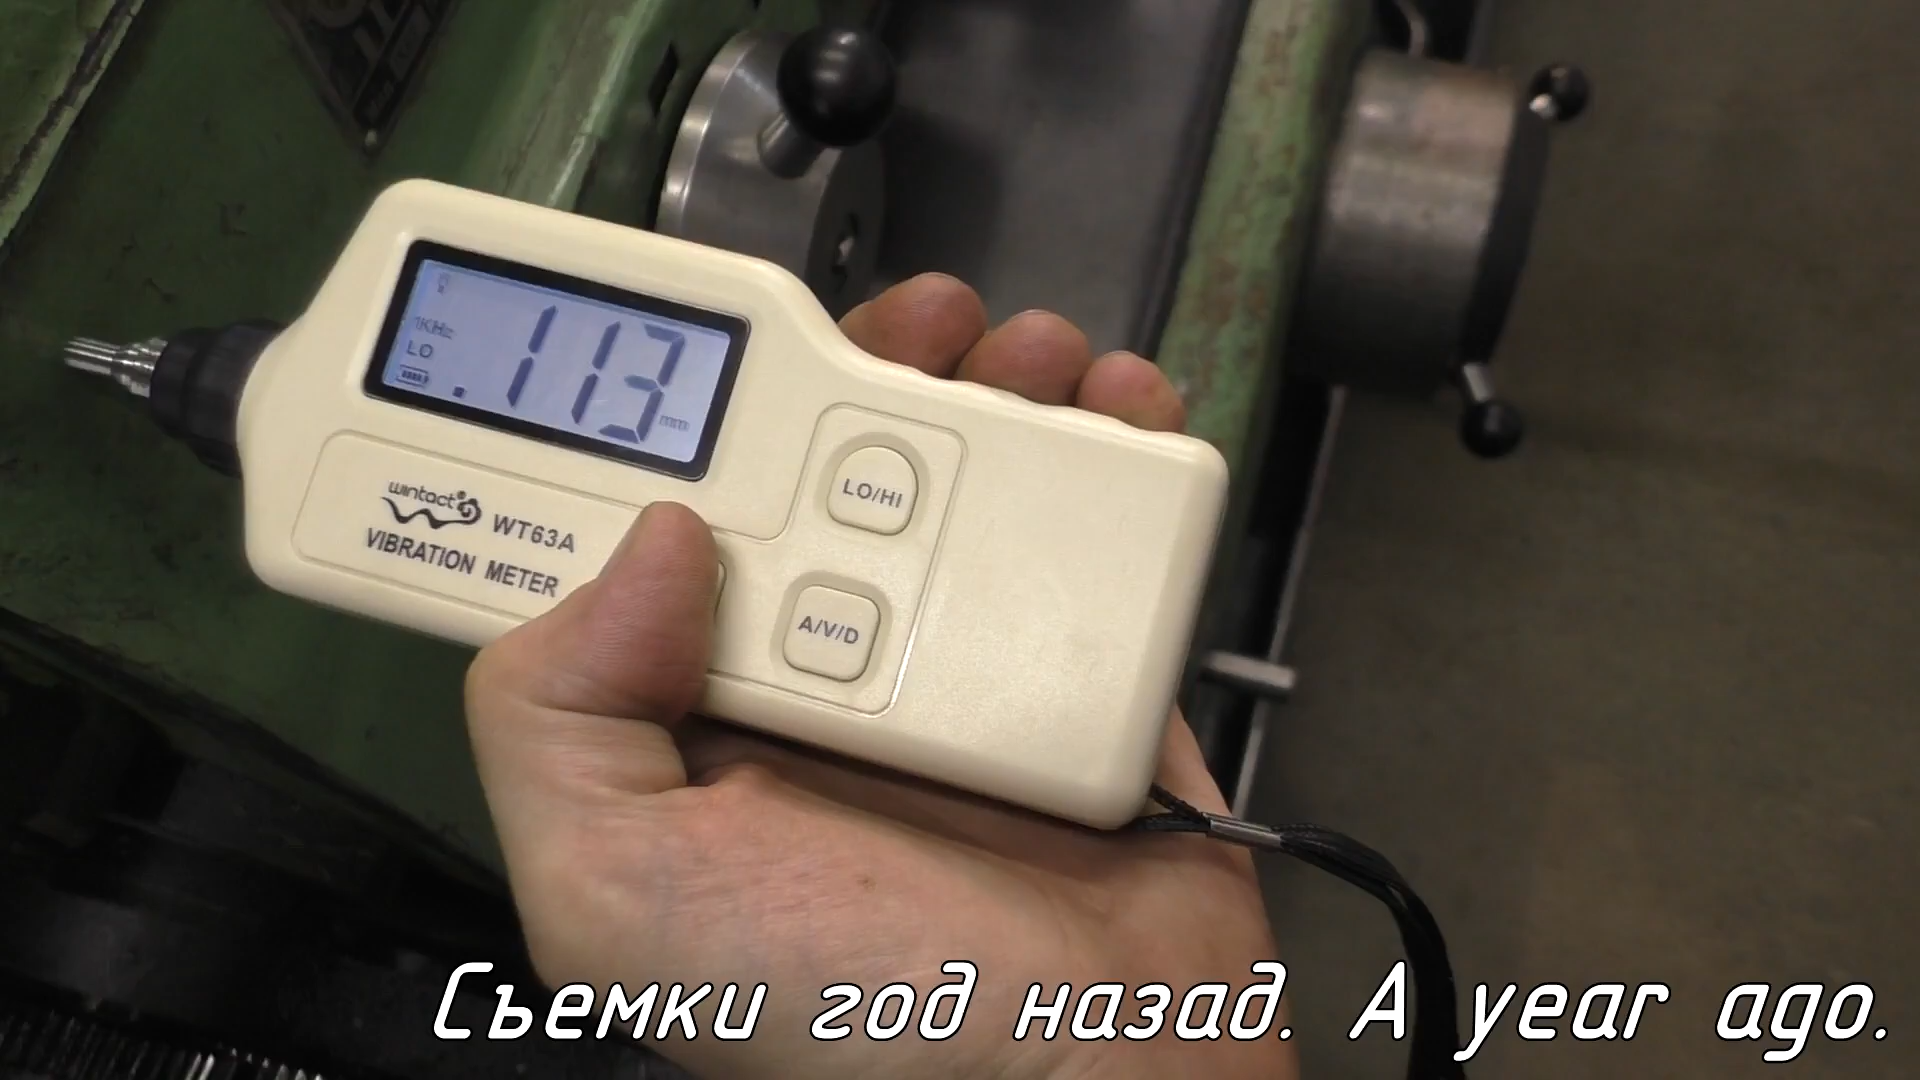 1KHz
LO
.113 mm
wintact
WT63A
VIBRATION METER
LO/HI
A/V/D
Съемки год назад. A year ago.